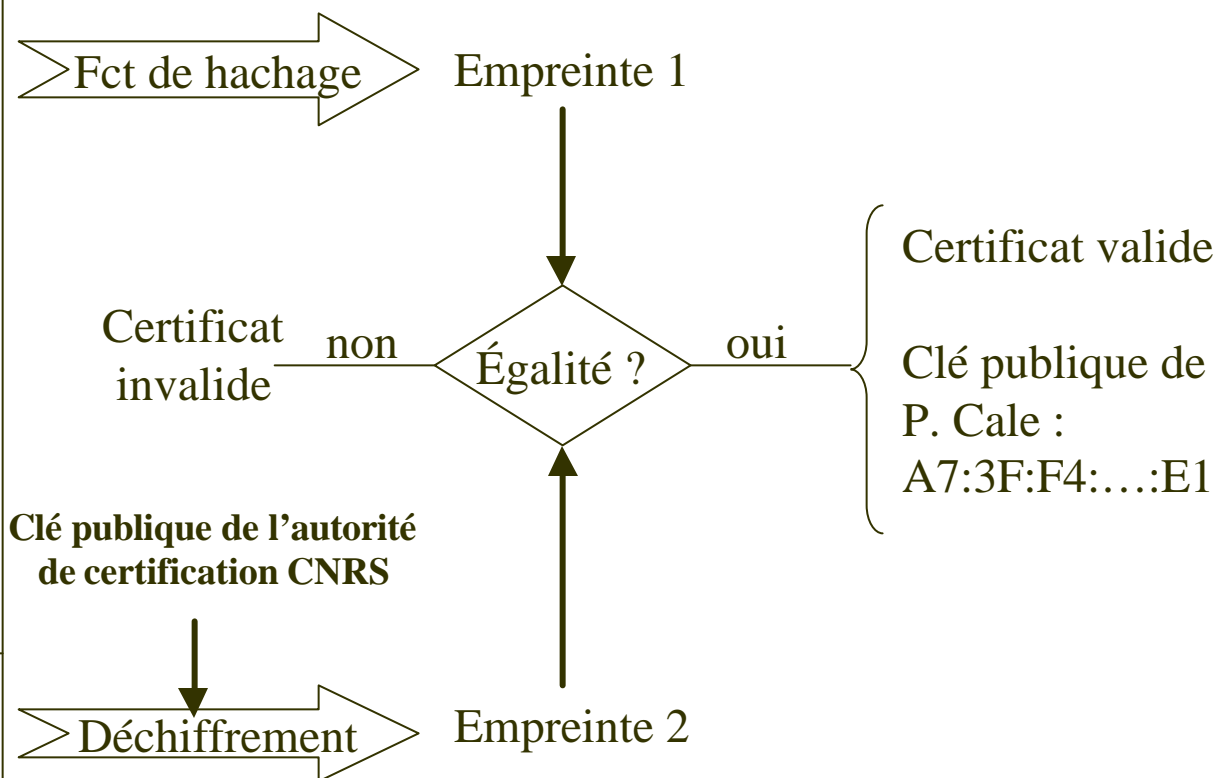 Fct de hachage
Empreinte 1
Certificat valide
Certificat
invalide
non
Égalité ?
oui
Clé publique de
P. Cale :
A7:3F:F4:…:E1
Clé publique de l’autorité
de certification CNRS
Déchiffrement
Empreinte 2